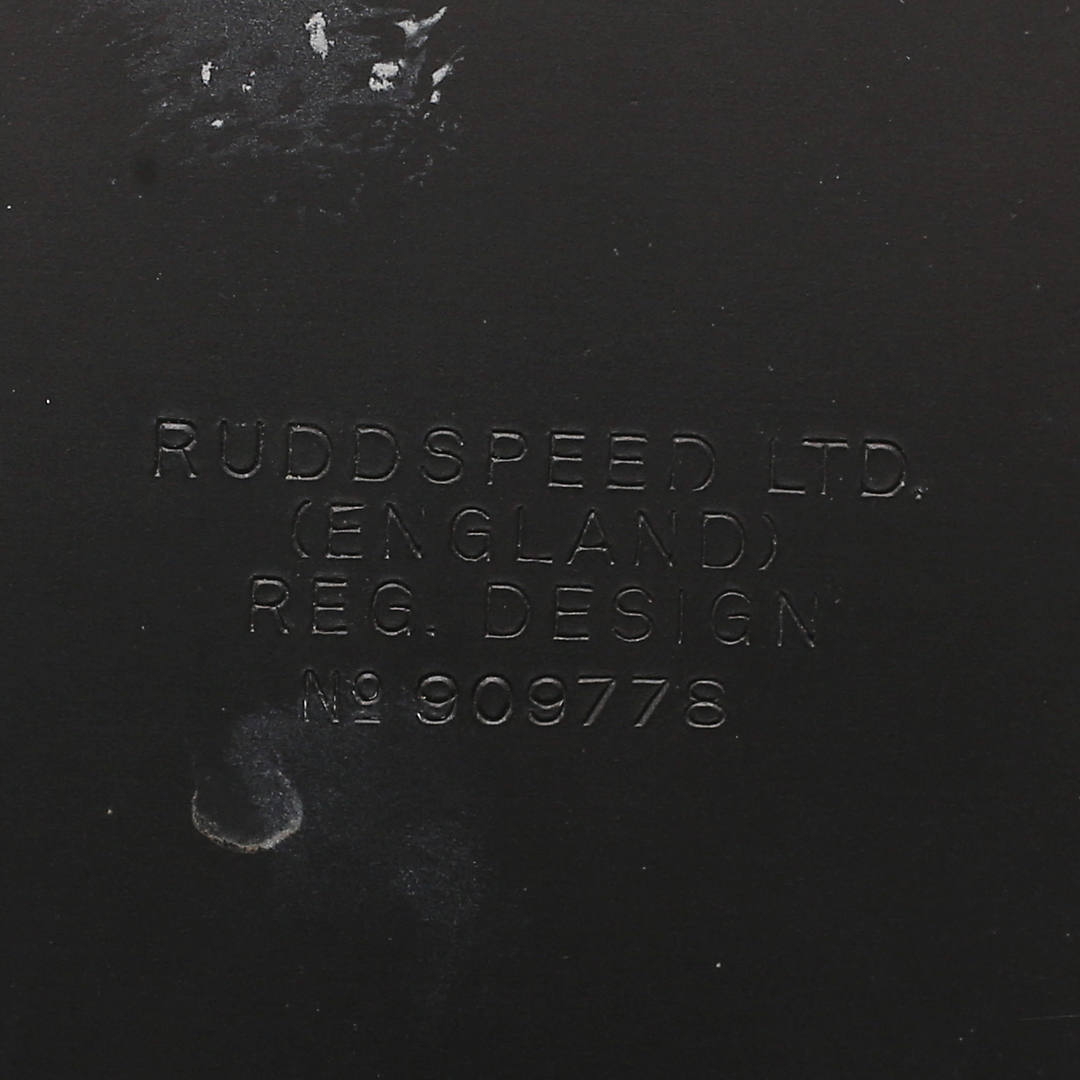 RUDDSPEED LTD.
(ENGLAND)
REG. DESIGN
Nº 909778